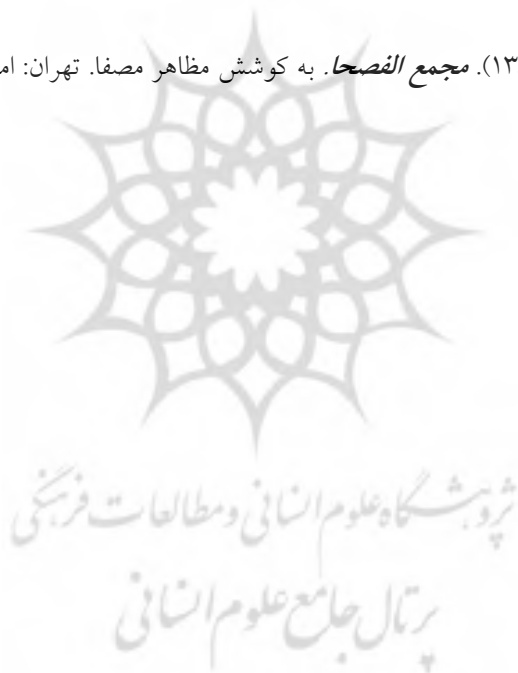 ۱۳). مجمع الفصحا. به کوشش مظاهر مصفا. تهران: ام
پژوهشگاه علوم انسانی و مطالعات فرهنگی
پرتال جامع علوم انسانی